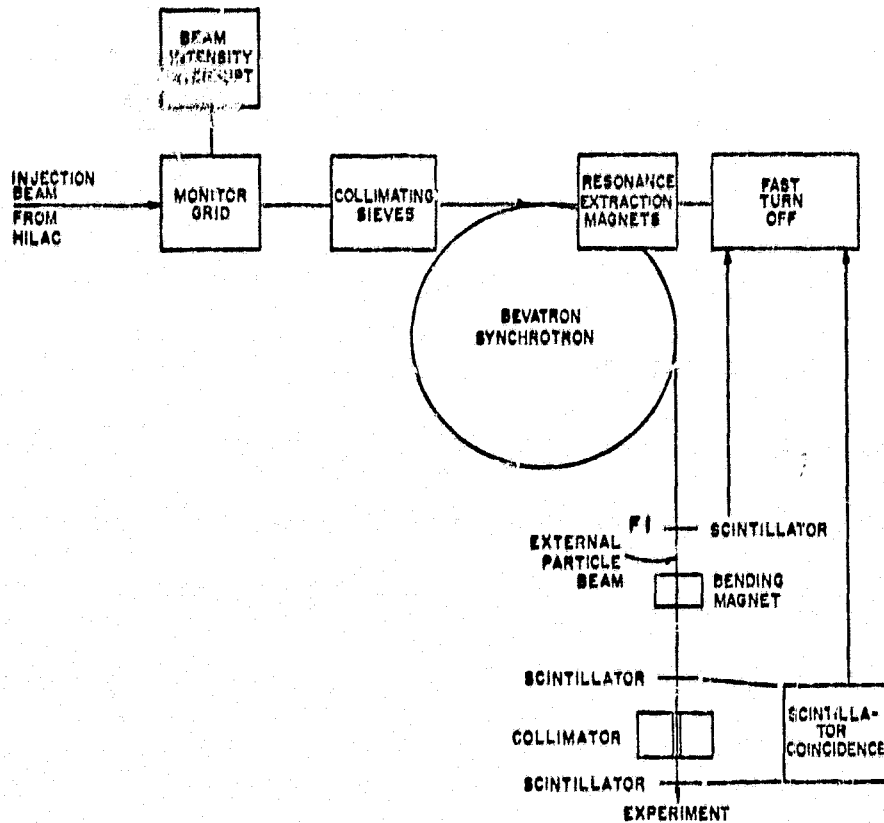 BEAM
INTENSITY
INJECTION
BEAM
FROM
HILAC
MONITOR
GRID
COLLIMATING
SIEVES
RESONANCE
EXTRACTION
MAGNETS
FAST
TURN
OFF
BEVATRON
SYNCHROTRON
F1
SCINTILLATOR
EXTERNAL
PARTICLE
BEAM
BENDING
MAGNET
SCINTILLATOR
SCINTILLA-
TOR
COINCIDENCE
COLLIMATOR
SCINTILLATOR
EXPERIMENT